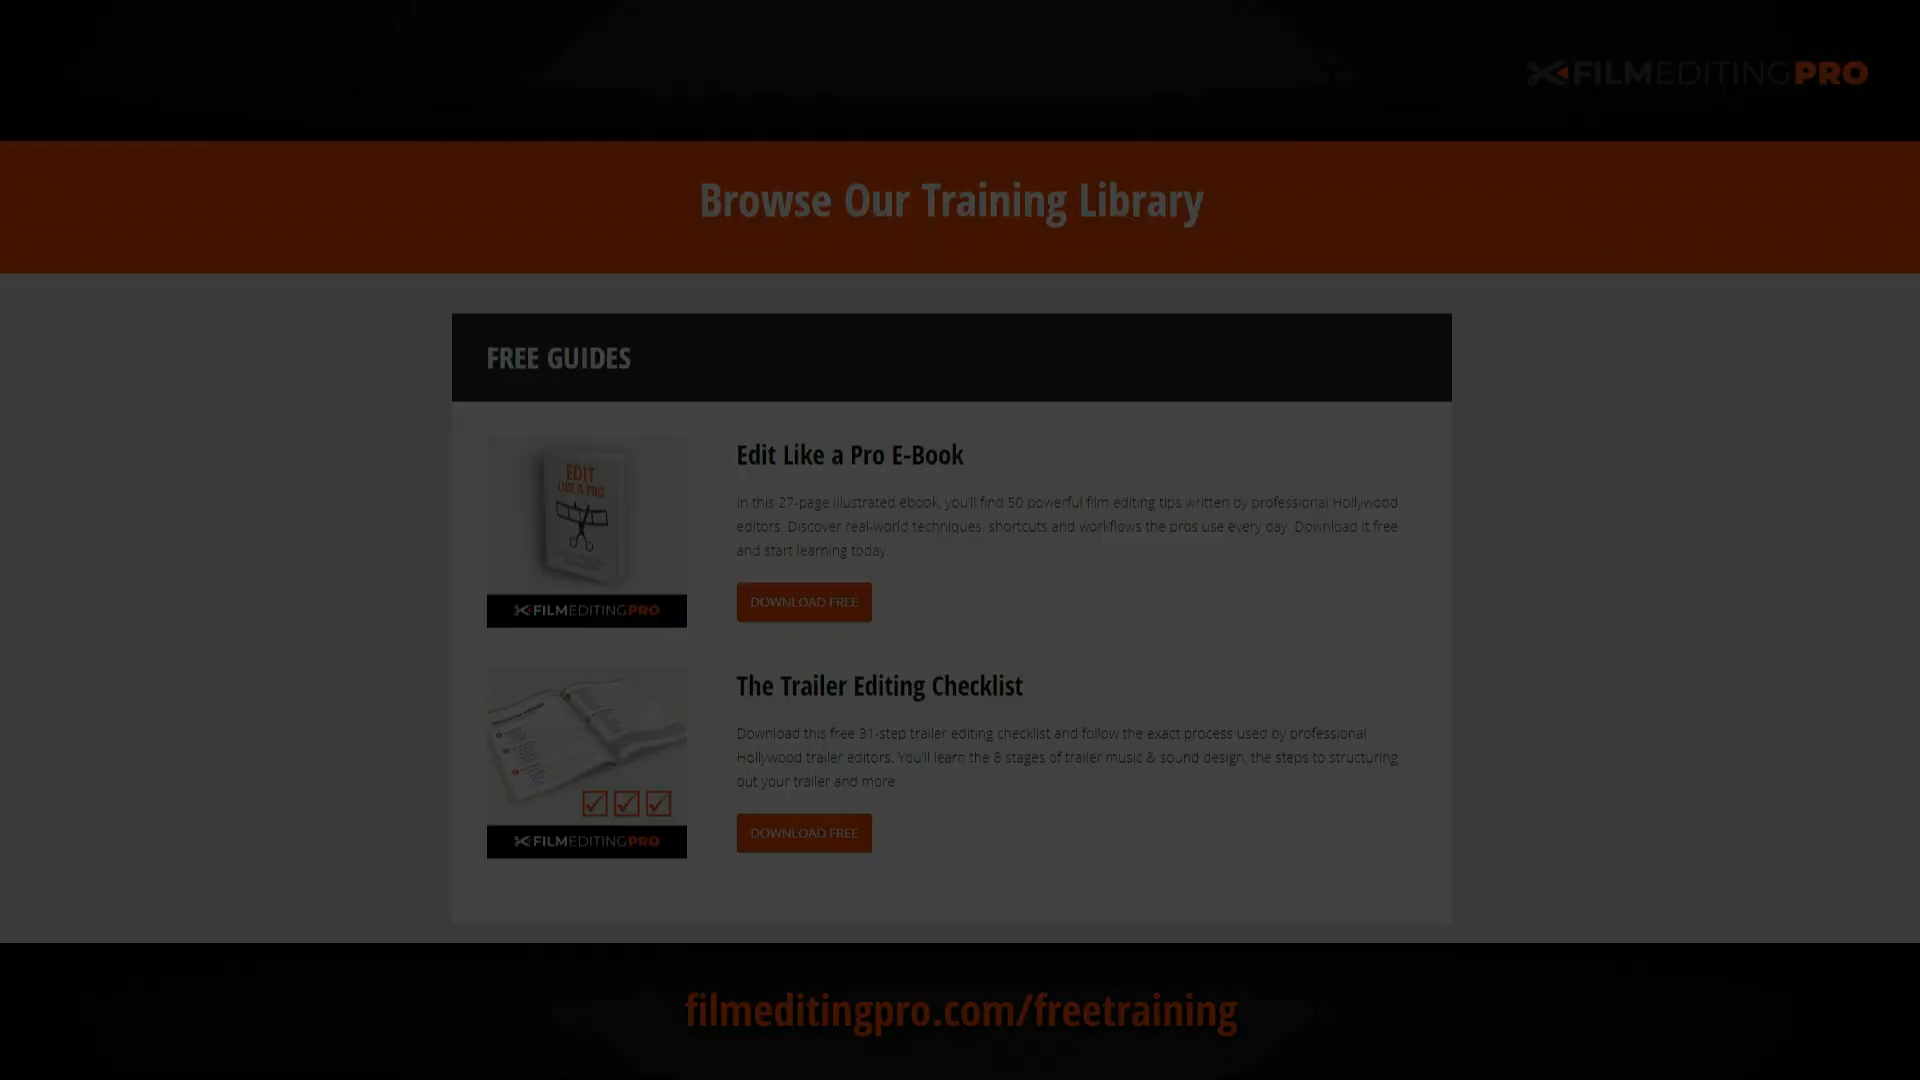 FILMEDITINGPRO
Browse Our Training Library
FREE GUIDES
EDIT
LIKE A PRO
FILMEDITINGPRO
Edit Like a Pro E-Book
In this 27-page illustrated ebook, you'll find 50 powerful film editing tips written by professional Hollywood
editors. Discover real-world techniques, shortcuts and workflows the pros use every day. Download it free
and start learning today.
DOWNLOAD FREE
FILMEDITINGPRO
The Trailer Editing Checklist
Download this free 31-step trailer editing checklist and follow the exact process used by professional
Hollywood trailer editors. You'll learn the 8 stages of trailer music & sound design, the steps to structuring
out your trailer and more.
DOWNLOAD FREE
filmeditingpro.com/freetraining